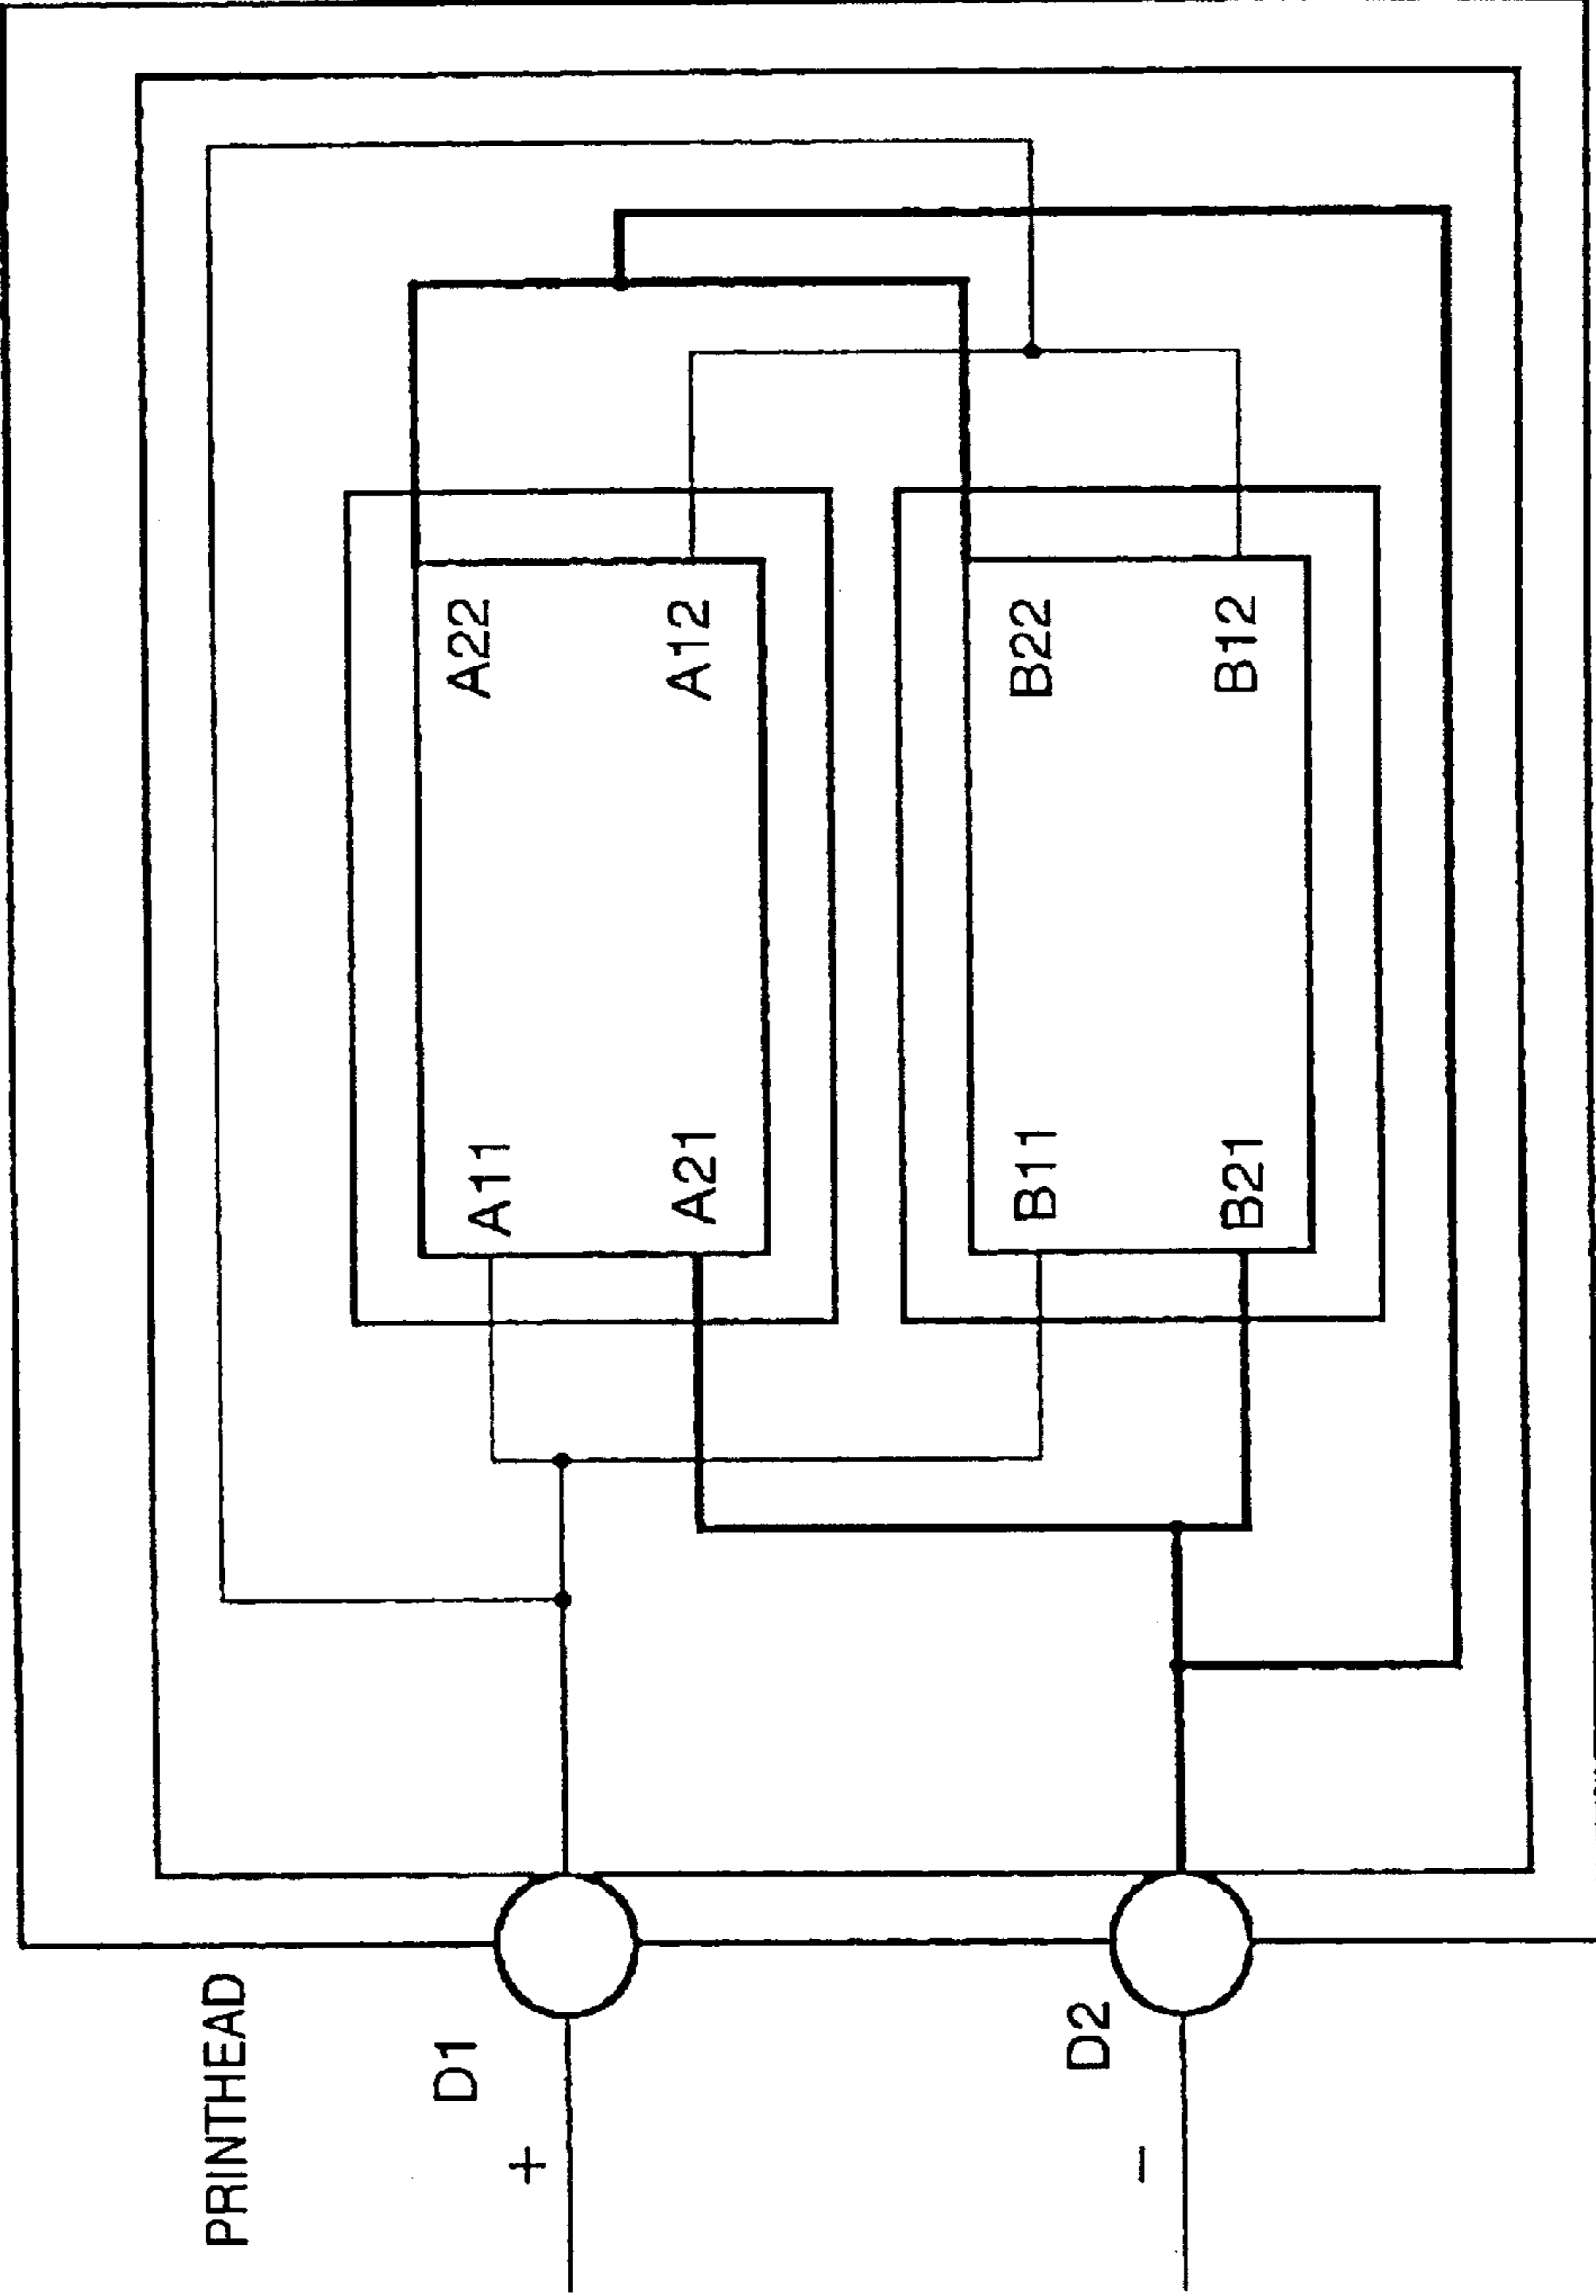 PRINTHEAD
D1
A11 A22
+
A21 A12
B11 B22
D2
−
B21 B12